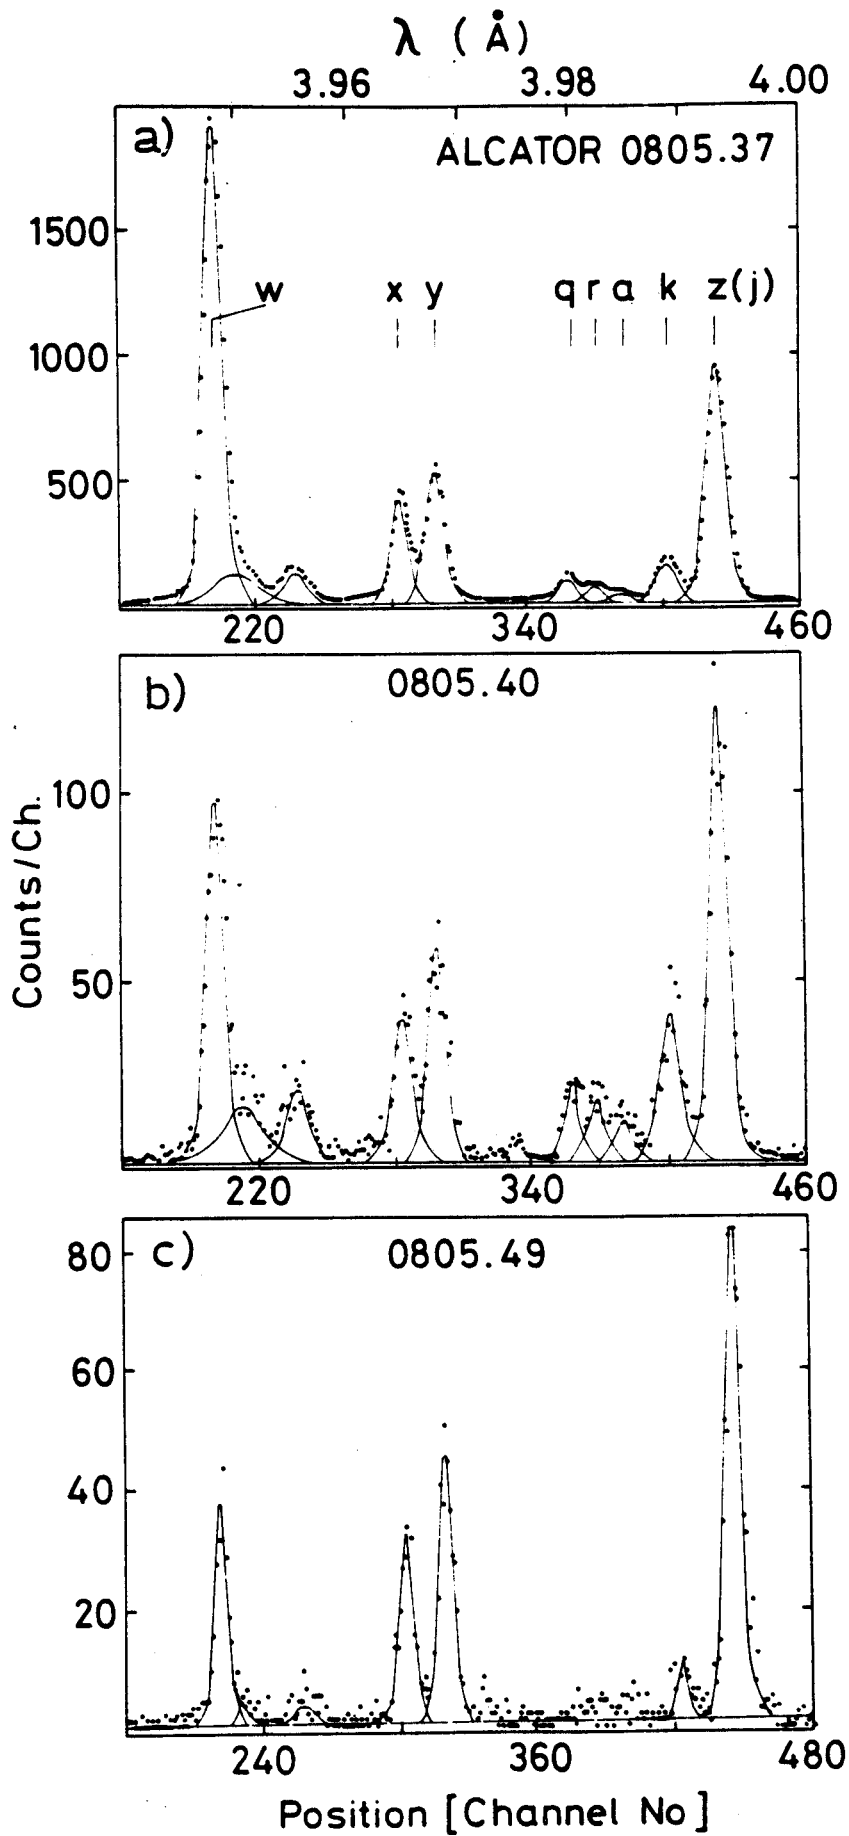 λ (Å)
3.96 3.98 4.00
a)
ALCATOR 0805.37
1500
w x y q r a k z(j)
1000
500
220 340 460
b) 0805.40
100
Counts/Ch.
50
220 340 460
c) 0805.49
80
60
40
20
240 360 480
Position [Channel No]